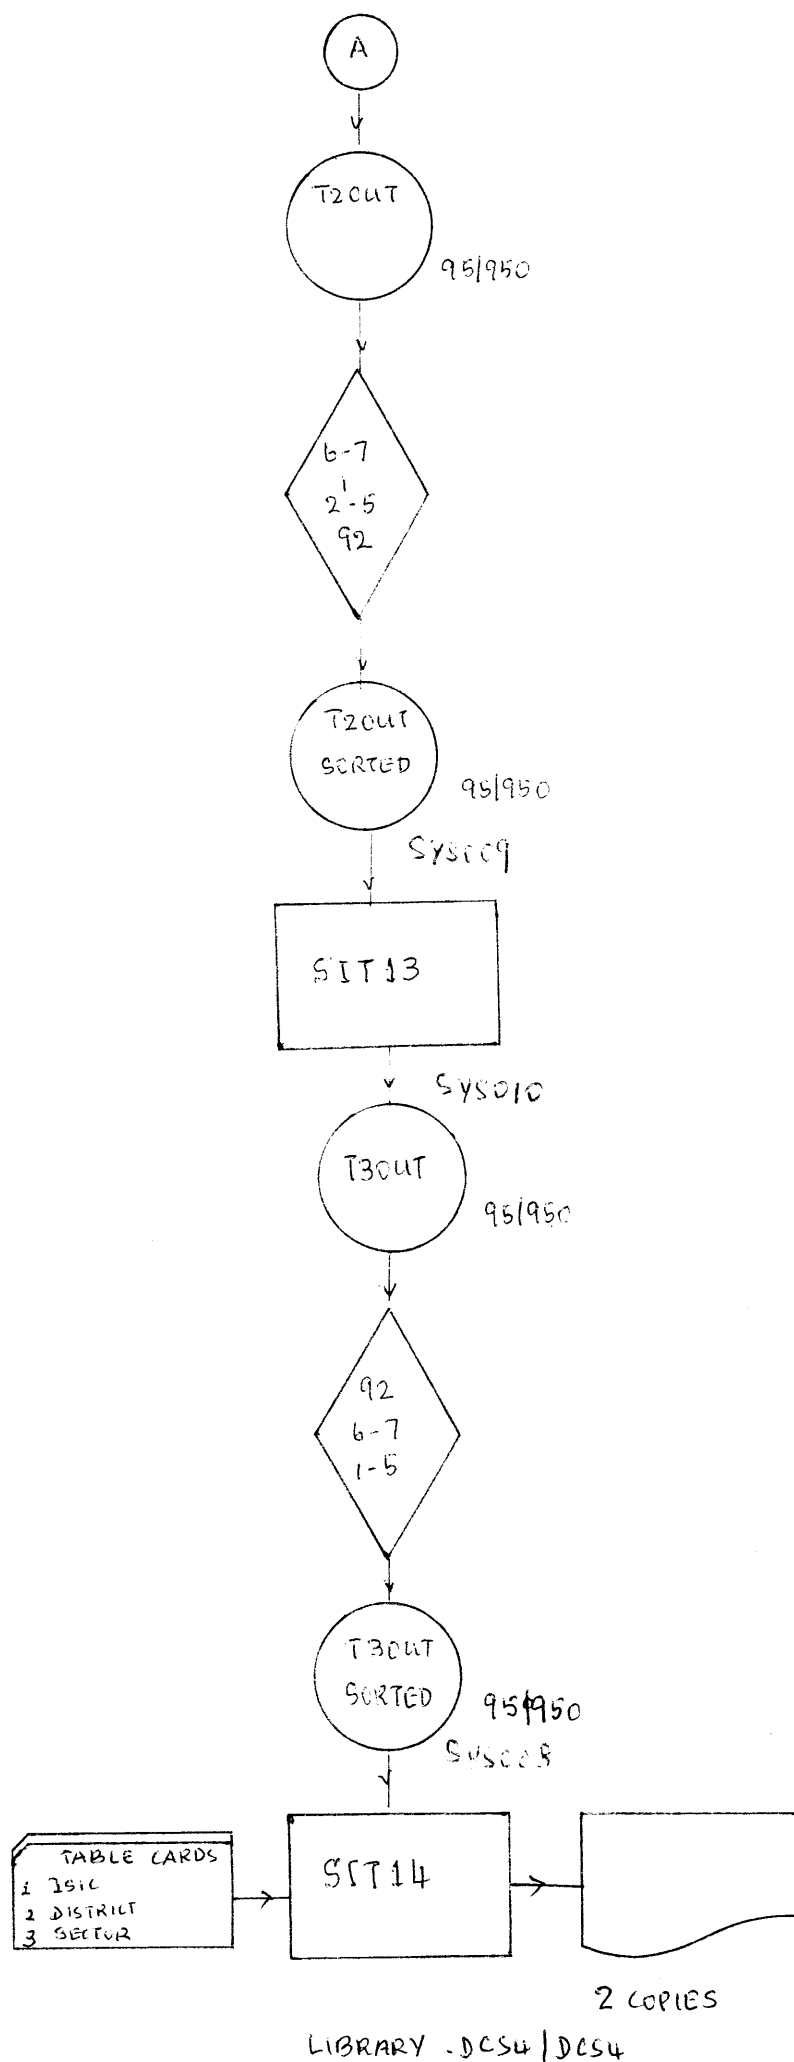 A
T2OUT
95/950
6-7
1
2-5
92
T2OUT
SORTED
95/950
SYS009
SIT13
SYS010
T3OUT
95/950
92
6-7
1-5
T3OUT
SORTED
95/950
SYS008
TABLE CARDS
1 ISIC
2 DISTRICT
3 SECTOR
SIT14
2 COPIES
LIBRARY . DCS4 / DCS4